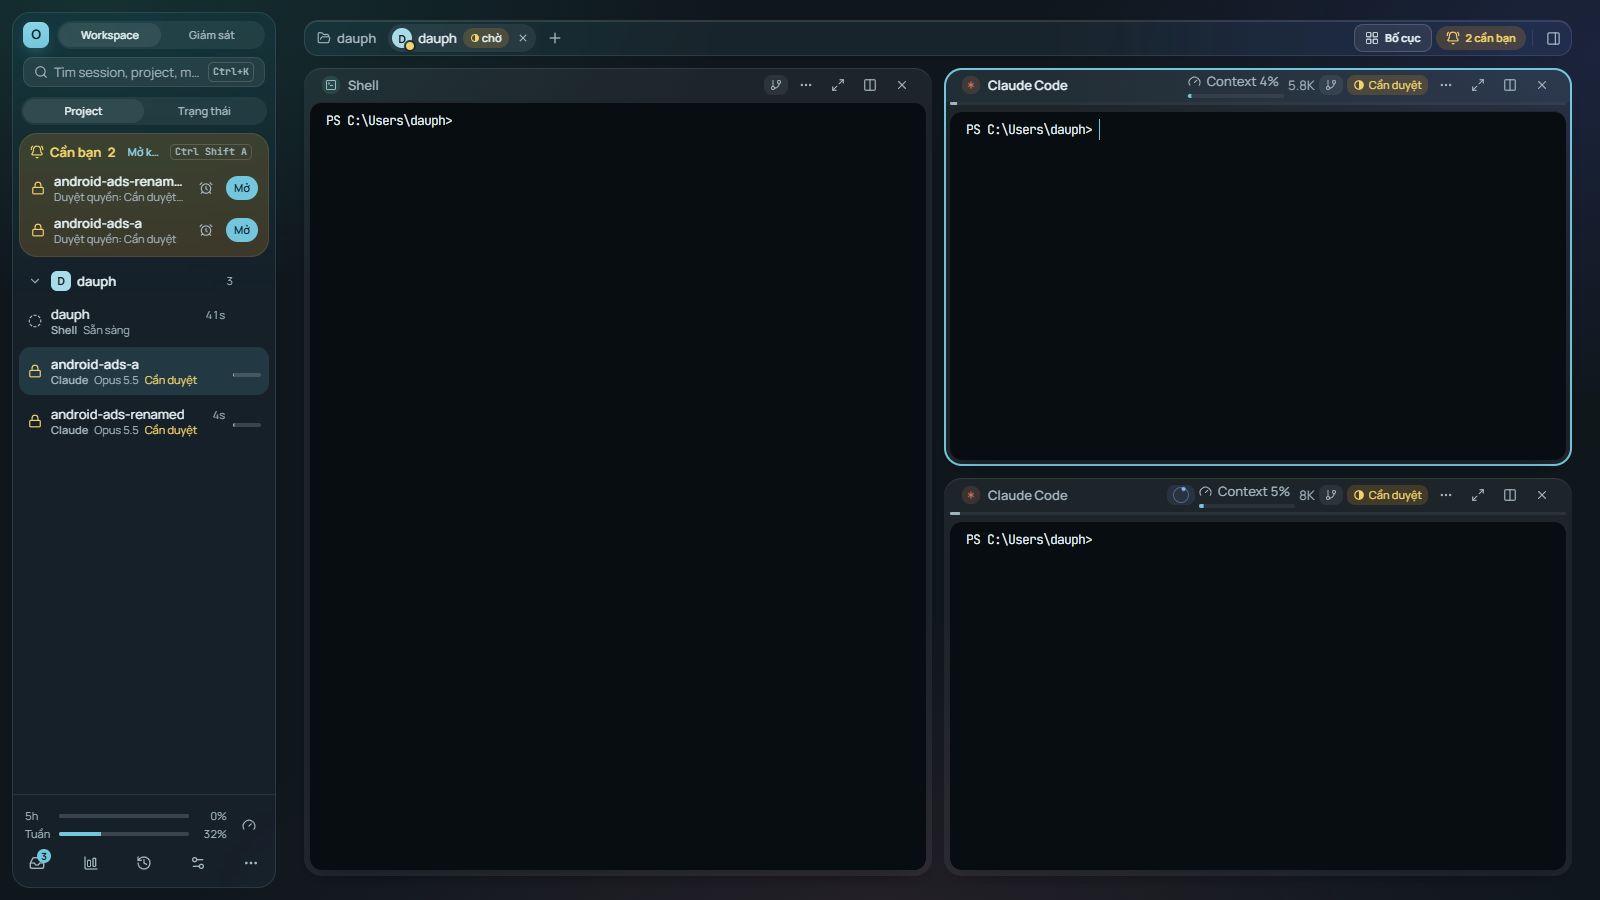 O Workspace Giám sát
Tìm session, project, m... Ctrl+K
Project Trạng thái
Cần bạn 2 Mở k... Ctrl Shift A
android-ads-renam...
Duyệt quyền: Cần duyệt...
Mở
android-ads-a
Duyệt quyền: Cần duyệt
Mở
D dauph 3
dauph 41s
Shell Sẵn sàng
android-ads-a
Claude Opus 5.5 Cần duyệt
android-ads-renamed 4s
Claude Opus 5.5 Cần duyệt
5h 0%
Tuần 32%
3
dauph D dauph chờ
Bố cục 2 cần bạn
Shell
PS C:\Users\dauph>
Claude Code Context 4% 5.8K Cần duyệt
PS C:\Users\dauph>
Claude Code Context 5% 8K Cần duyệt
PS C:\Users\dauph>